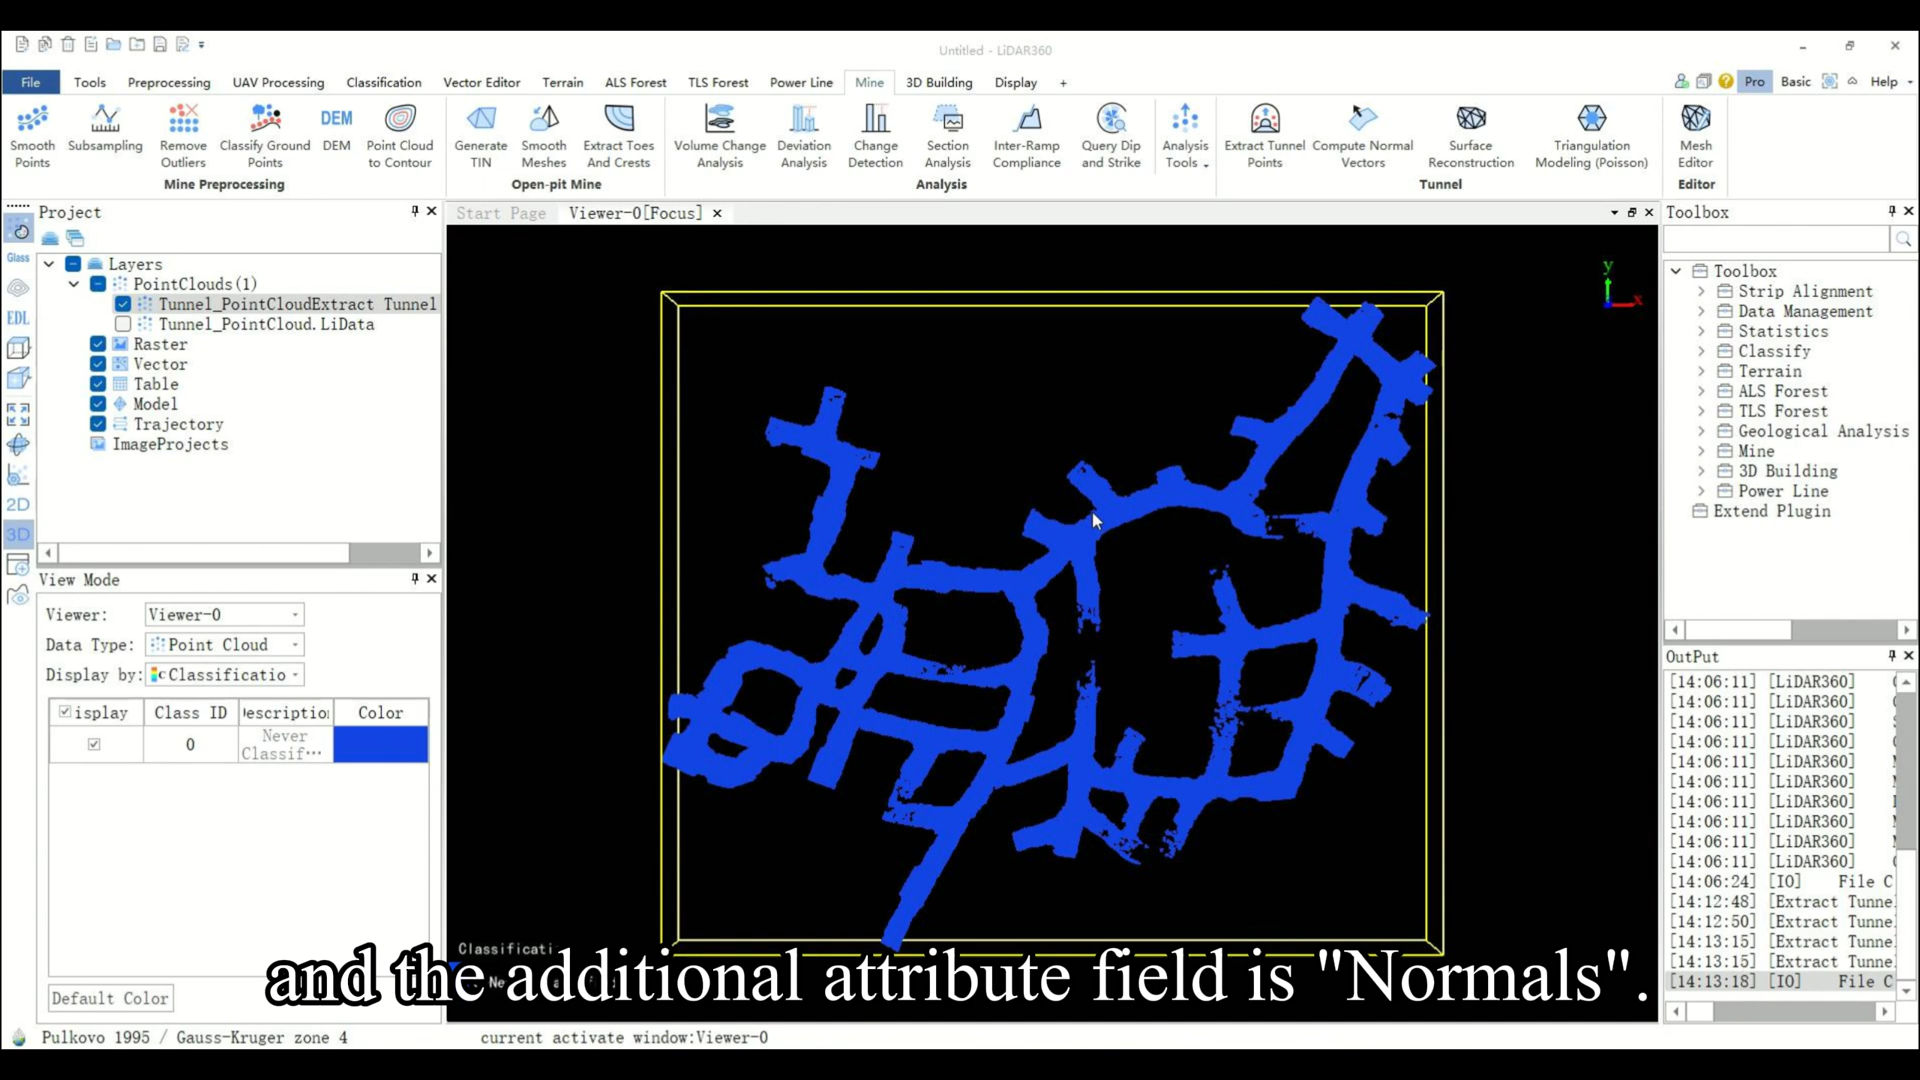 Untitled - LiDAR360
File Tools Preprocessing UAV Processing Classification Vector Editor Terrain ALS Forest TLS Forest Power Line Mine 3D Building Display + Pro Basic Help
Smooth Points
Subsampling
Remove Outliers
Classify Ground Points
DEM
DEM
Point Cloud to Contour
Mine Preprocessing
Generate TIN
Smooth Meshes
Extract Toes And Crests
Open-pit Mine
Volume Change Analysis
Deviation Analysis
Change Detection
Section Analysis
Inter-Ramp Compliance
Query Dip and Strike
Analysis Tools
Analysis
Extract Tunnel Points
Compute Normal Vectors
Surface Reconstruction
Triangulation Modeling (Poisson)
Tunnel
Mesh Editor
Editor
Project
Glass
EDL
2D
3D
Layers
PointClouds(1)
Tunnel_PointCloudExtract Tunnel
Tunnel_PointCloud.LiData
Raster
Vector
Table
Model
Trajectory
ImageProjects
View Mode
Viewer: Viewer-0
Data Type: Point Cloud
Display by: Classificatio
isplay Class ID escriptio Color
0 Never Classif...
Default Color
Start Page Viewer-0[Focus]
y
x
Classificati
and the additional attribute field is "Normals".
Toolbox
Toolbox
Strip Alignment
Data Management
Statistics
Classify
Terrain
ALS Forest
TLS Forest
Geological Analysis
Mine
3D Building
Power Line
Extend Plugin
OutPut
[14:06:11] [LiDAR360]
[14:06:11] [LiDAR360]
[14:06:11] [LiDAR360]
[14:06:11] [LiDAR360]
[14:06:11] [LiDAR360]
[14:06:11] [LiDAR360]
[14:06:11] [LiDAR360]
[14:06:11] [LiDAR360]
[14:06:11] [LiDAR360]
[14:06:11] [LiDAR360]
[14:06:24] [IO] File C
[14:12:48] [Extract Tunne
[14:12:50] [Extract Tunne
[14:13:15] [Extract Tunne
[14:13:15] [Extract Tunne
[14:13:18] [IO] File C
Pulkovo 1995 / Gauss-Kruger zone 4
current activate window:Viewer-0